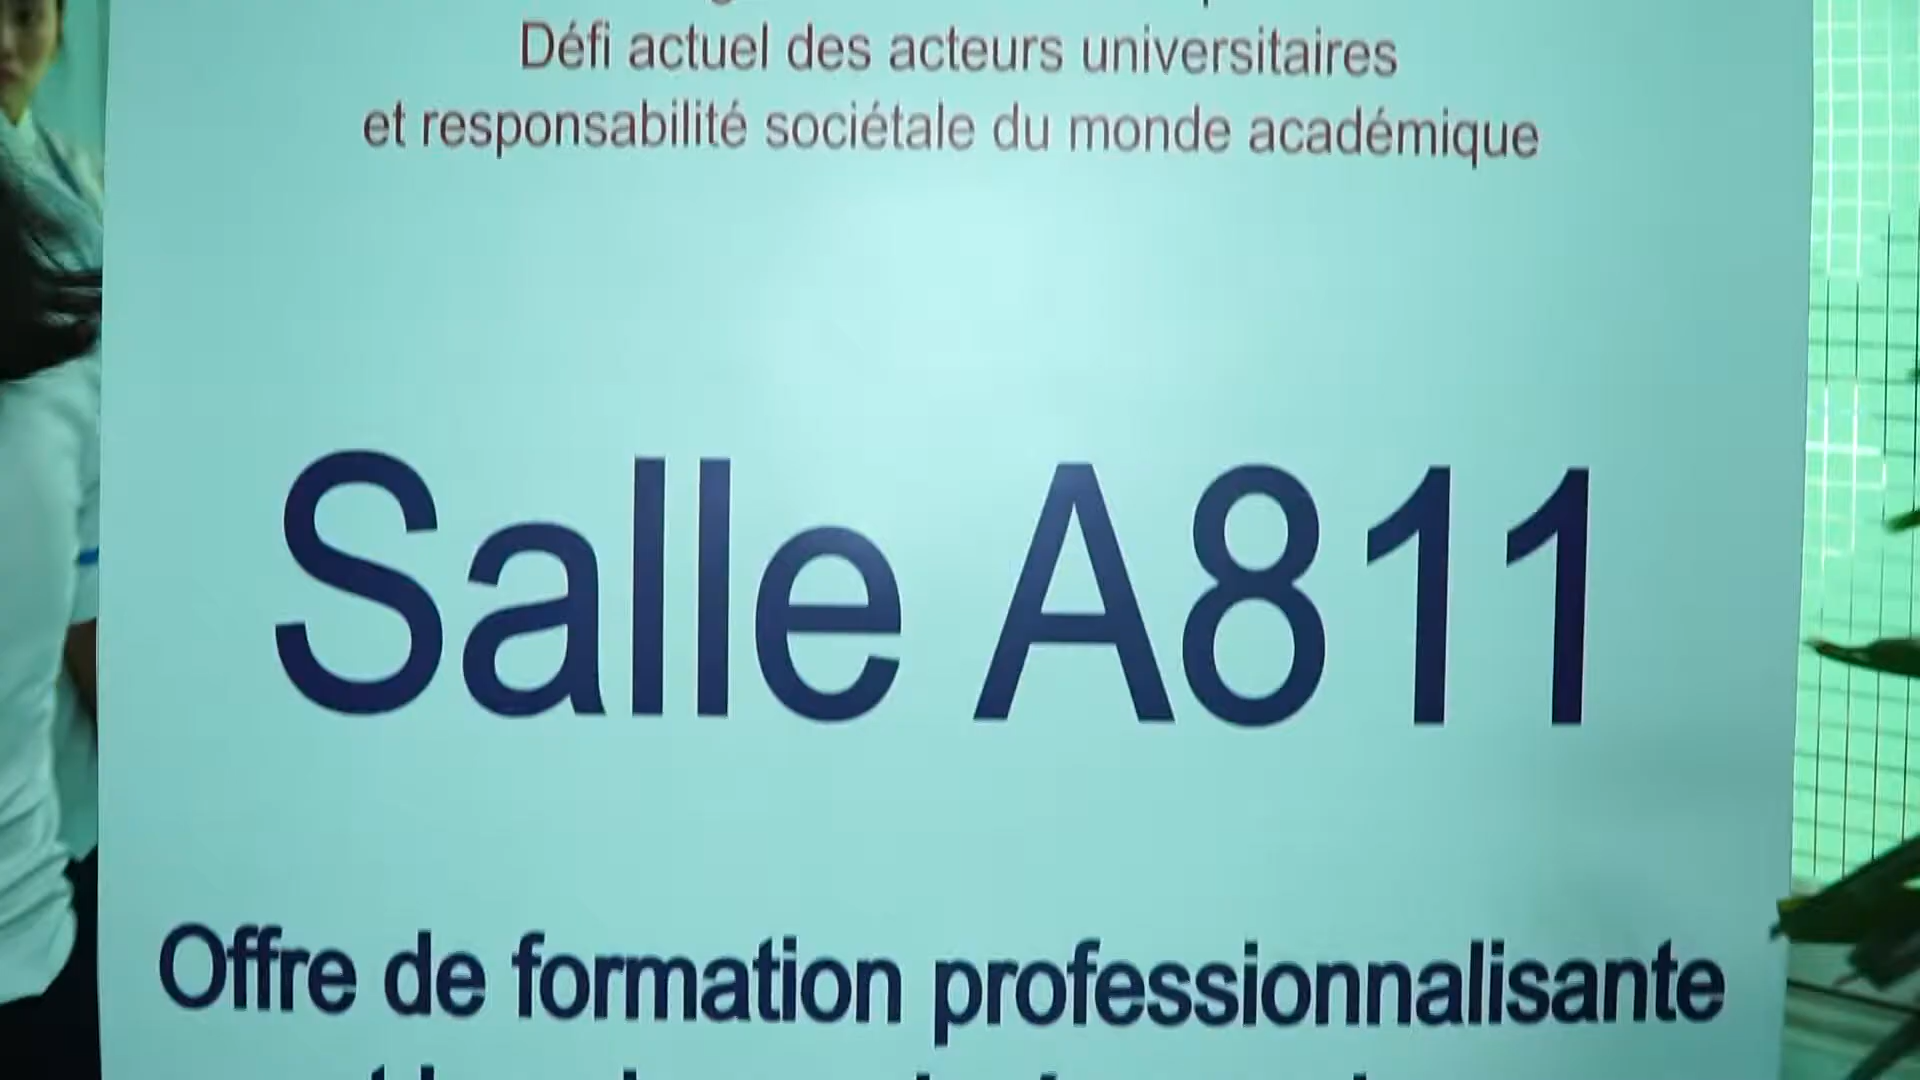 Défi actuel des acteurs universitaires
et responsabilité sociétale du monde académique
Salle A811
Offre de formation professionnalisante